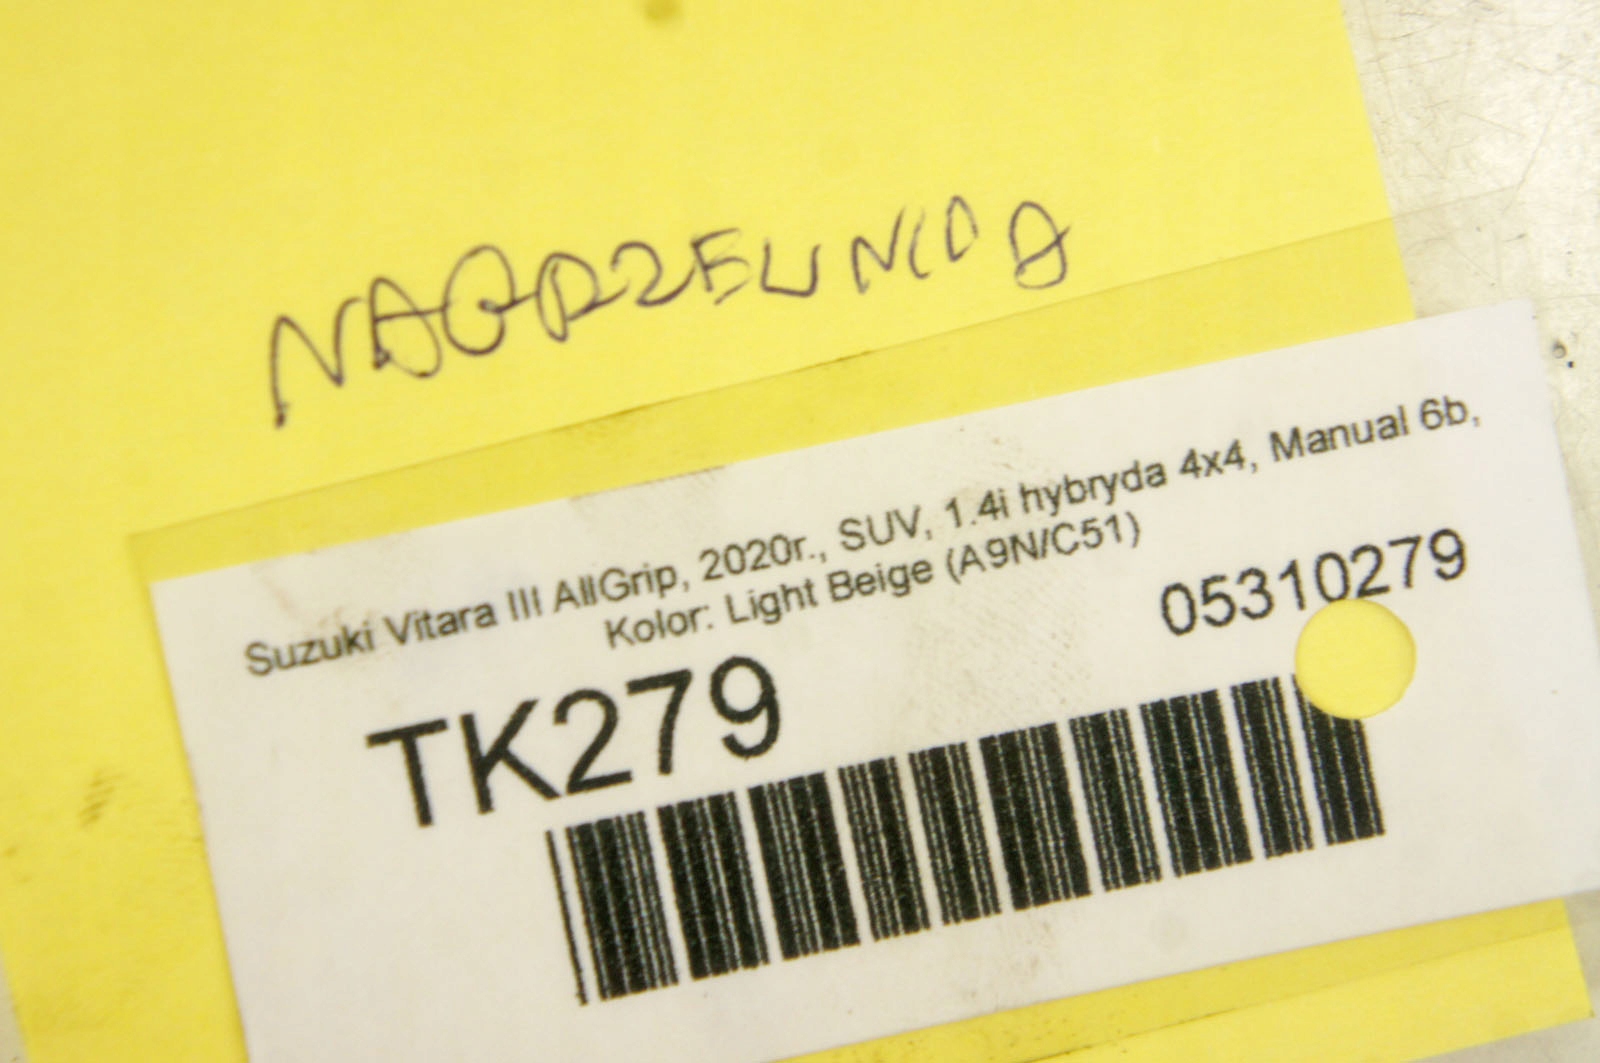 NAGRZEWNICA
Suzuki Vitara III AllGrip, 2020r., SUV, 1.4i hybryda 4x4, Manual 6b,
Kolor: Light Beige (A9N/C51)
05310279
TK279